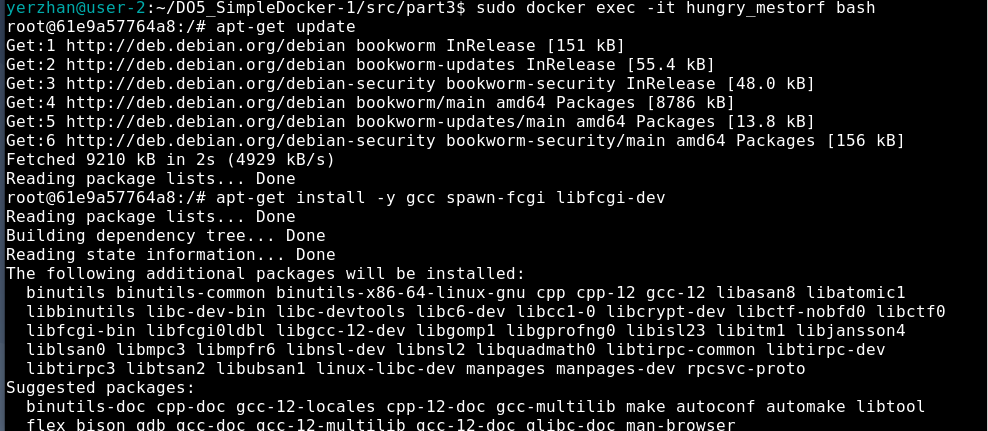 yerzhan@user-2:~/DO5_SimpleDocker-1/src/part3$ sudo docker exec -it hungry_mestorf bash
root@61e9a57764a8:/# apt-get update
Get:1 http://deb.debian.org/debian bookworm InRelease [151 kB]
Get:2 http://deb.debian.org/debian bookworm-updates InRelease [55.4 kB]
Get:3 http://deb.debian.org/debian-security bookworm-security InRelease [48.0 kB]
Get:4 http://deb.debian.org/debian bookworm/main amd64 Packages [8786 kB]
Get:5 http://deb.debian.org/debian bookworm-updates/main amd64 Packages [13.8 kB]
Get:6 http://deb.debian.org/debian-security bookworm-security/main amd64 Packages [156 kB]
Fetched 9210 kB in 2s (4929 kB/s)
Reading package lists... Done
root@61e9a57764a8:/# apt-get install -y gcc spawn-fcgi libfcgi-dev
Reading package lists... Done
Building dependency tree... Done
Reading state information... Done
The following additional packages will be installed:
  binutils binutils-common binutils-x86-64-linux-gnu cpp cpp-12 gcc-12 libasan8 libatomic1
  libbinutils libc-dev-bin libc-devtools libc6-dev libcc1-0 libcrypt-dev libctf-nobfd0 libctf0
  libfcgi-bin libfcgi0ldbl libgcc-12-dev libgomp1 libgprofng0 libisl23 libitm1 libjansson4
  liblsan0 libmpc3 libmpfr6 libnsl-dev libnsl2 libquadmath0 libtirpc-common libtirpc-dev
  libtirpc3 libtsan2 libubsan1 linux-libc-dev manpages manpages-dev rpcsvc-proto
Suggested packages:
  binutils-doc cpp-doc gcc-12-locales cpp-12-doc gcc-multilib make autoconf automake libtool
  flex bison gdb gcc-doc gcc-12-multilib gcc-12-doc glibc-doc man-browser